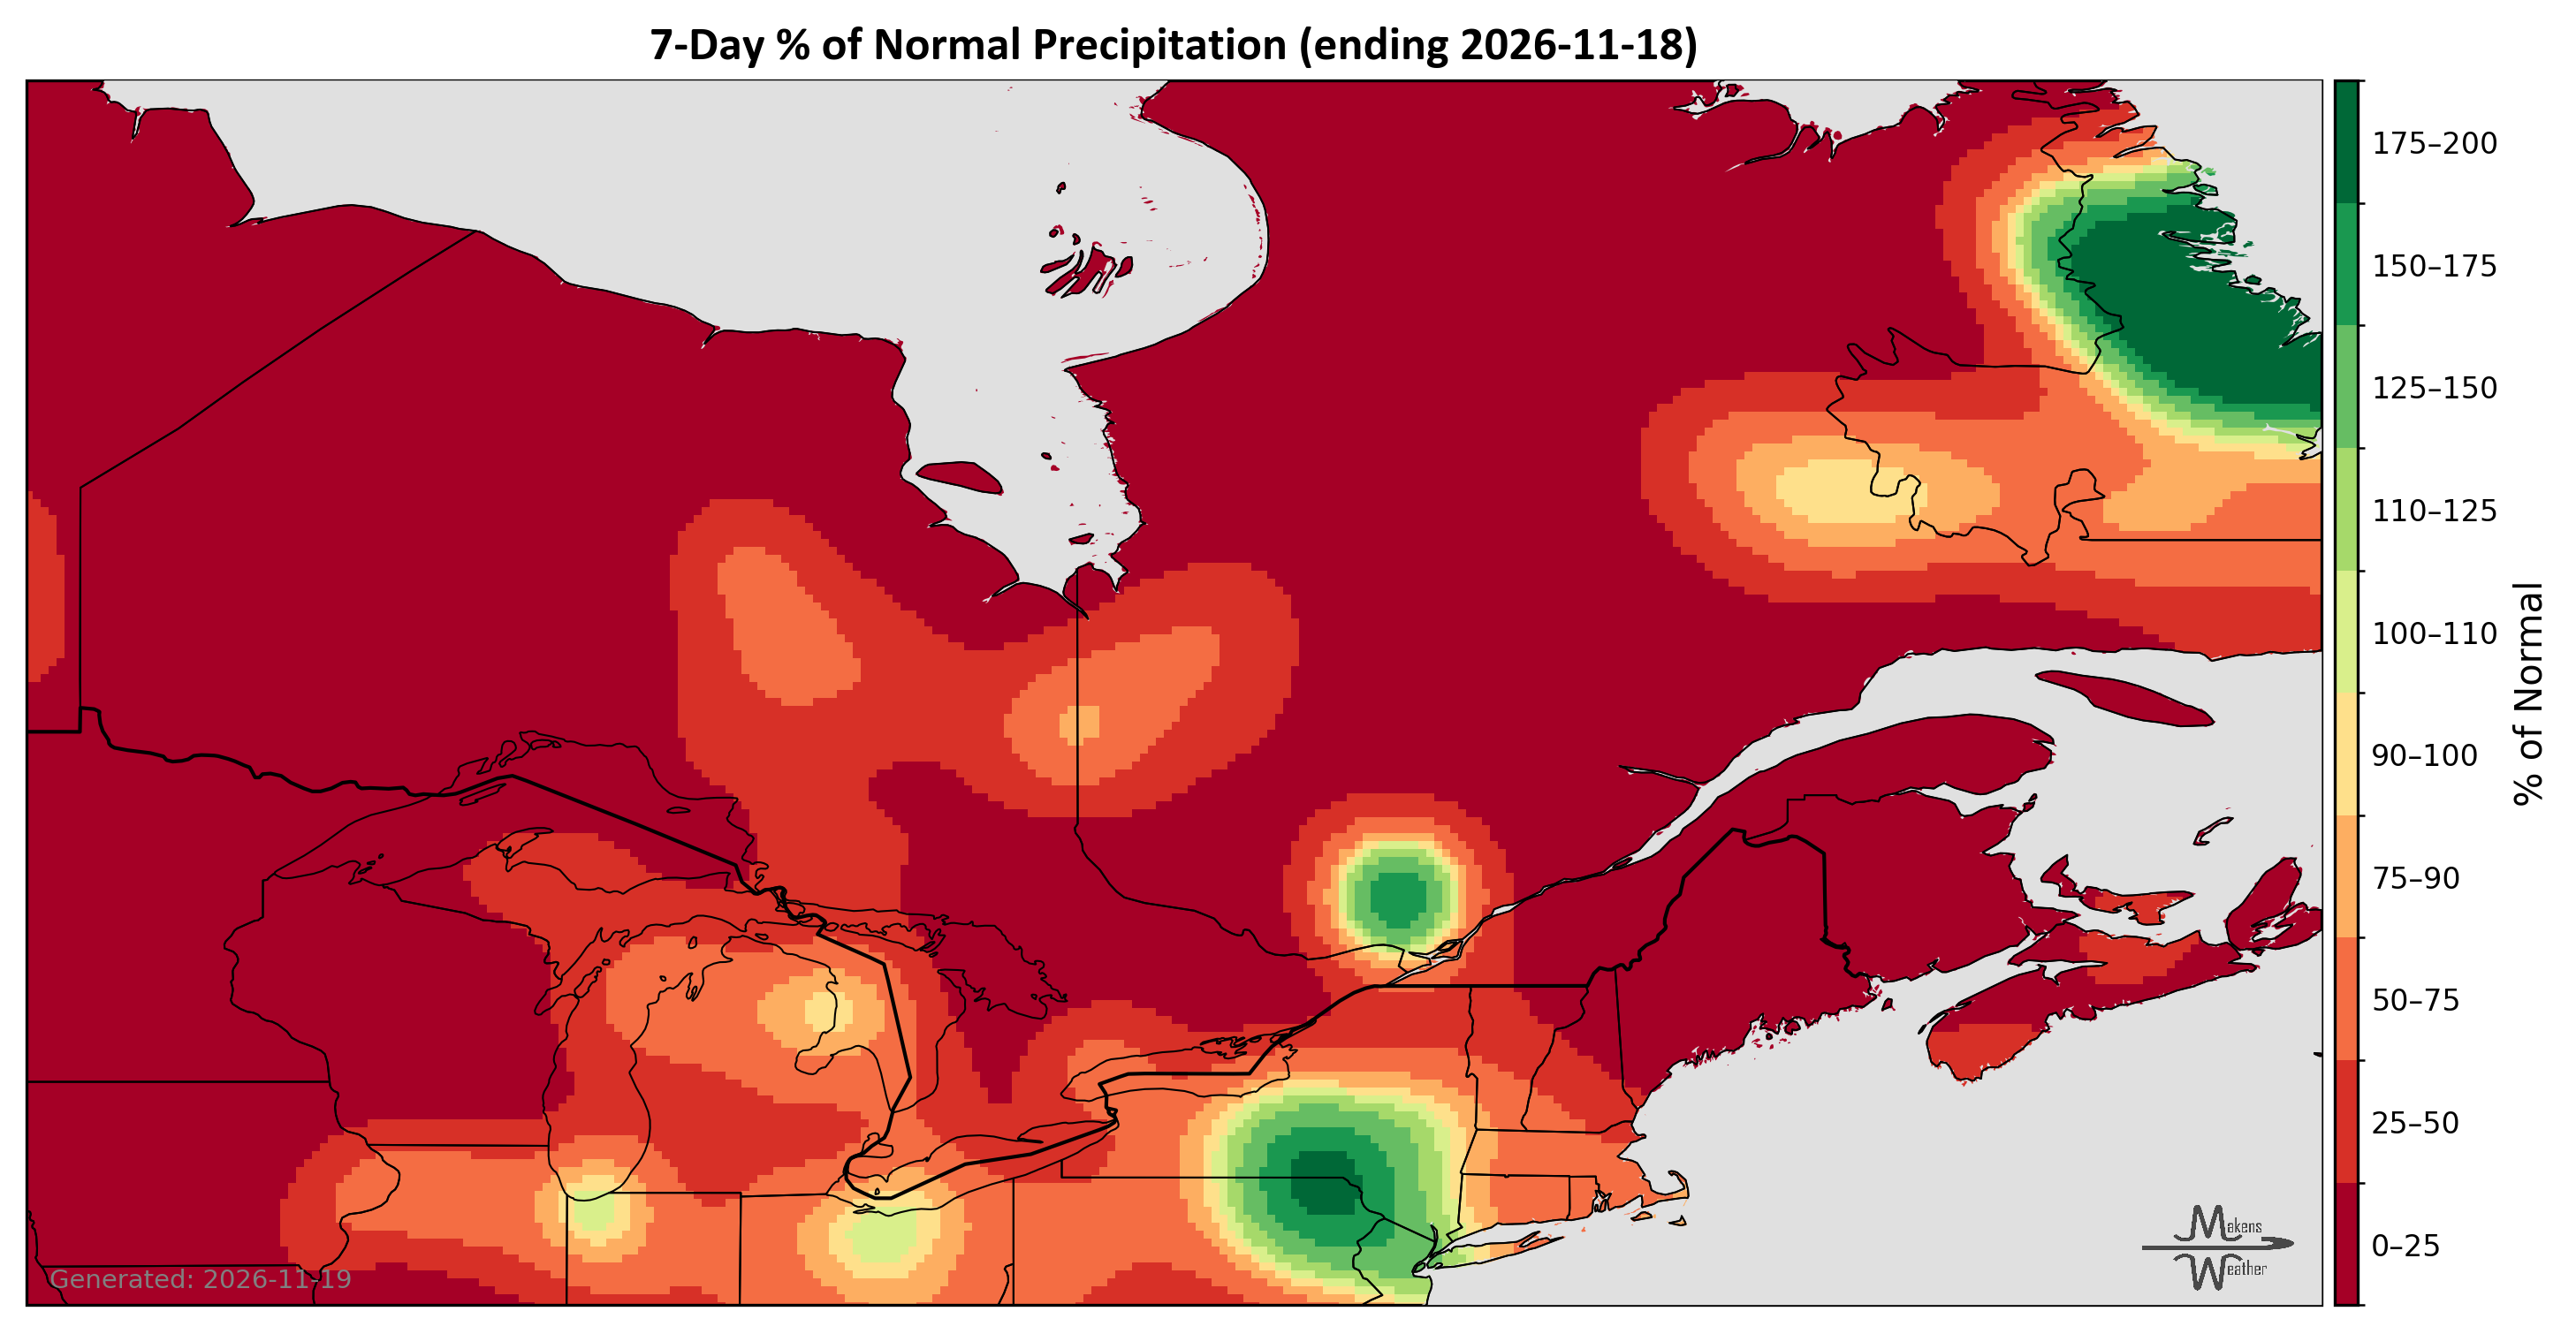 7-Day % of Normal Precipitation (ending 2026-11-18)
175–200
150–175
125–150
110–125
100–110
90–100
75–90
50–75
25–50
0–25
% of Normal
Generated: 2026-11-19
Makens
Weather